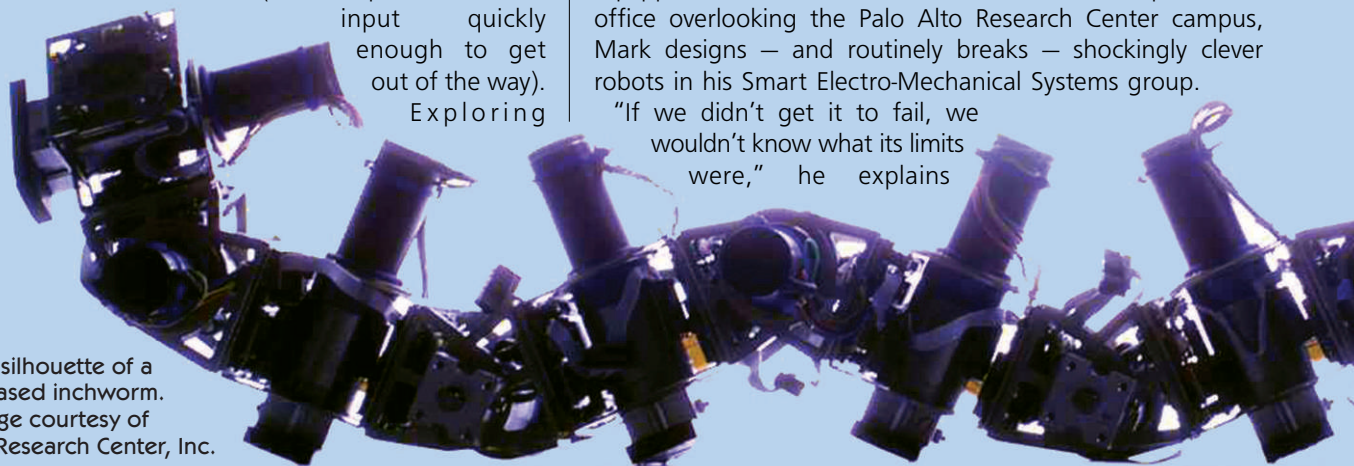 input quickly
enough to get
out of the way).
Exploring
office overlooking the Palo Alto Research Center campus,
Mark designs — and routinely breaks — shockingly clever
robots in his Smart Electro-Mechanical Systems group.
“If we didn’t get it to fail, we
wouldn’t know what its limits
were,” he explains
silhouette of a
ased inchworm.
ge courtesy of
Research Center, Inc.